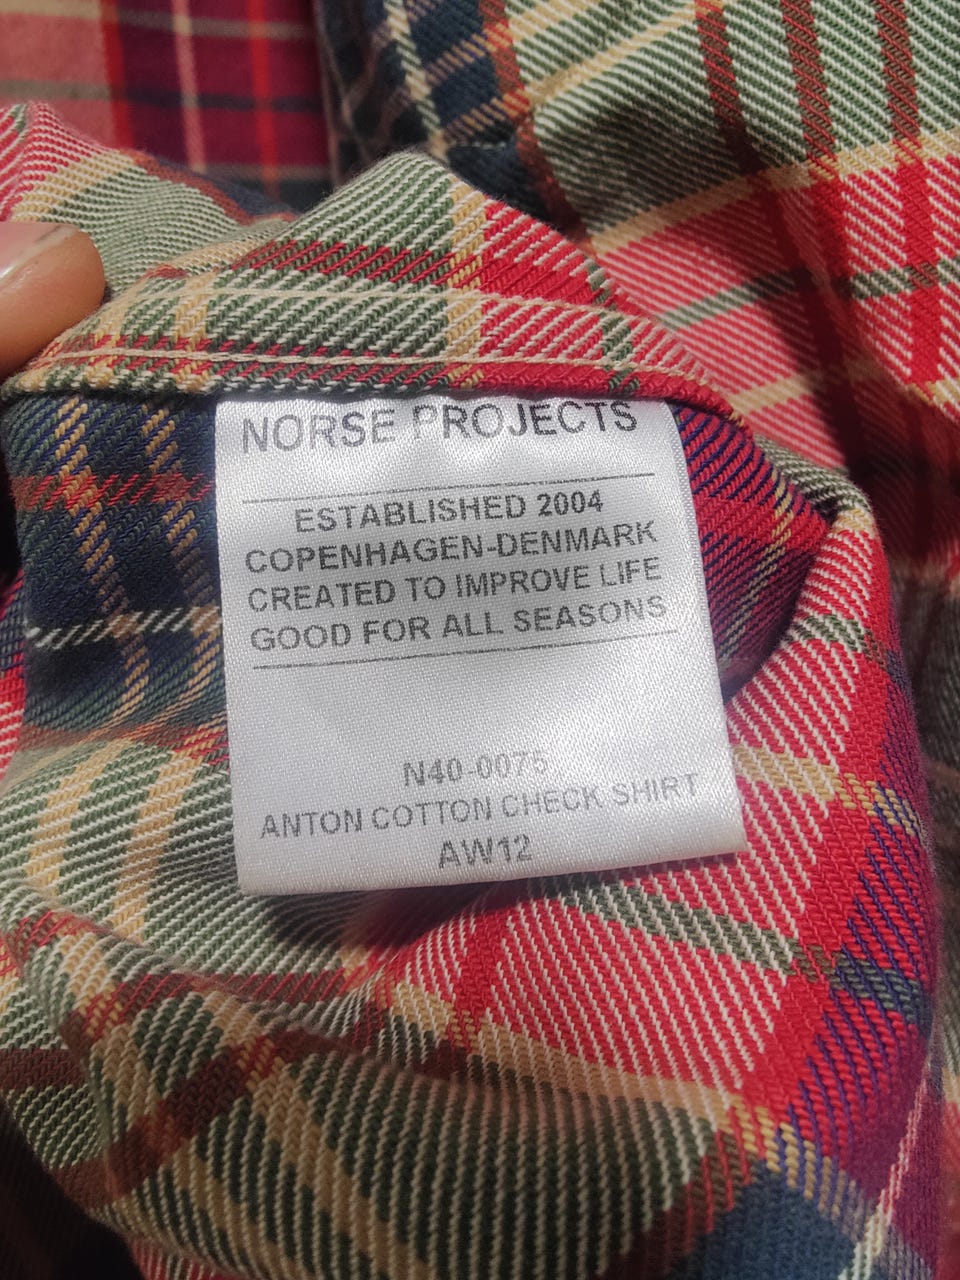 NORSE PROJECTS
ESTABLISHED 2004
COPENHAGEN-DENMARK
CREATED TO IMPROVE LIFE
GOOD FOR ALL SEASONS
N40-0075
ANTON COTTON CHECK SHIRT
AW12